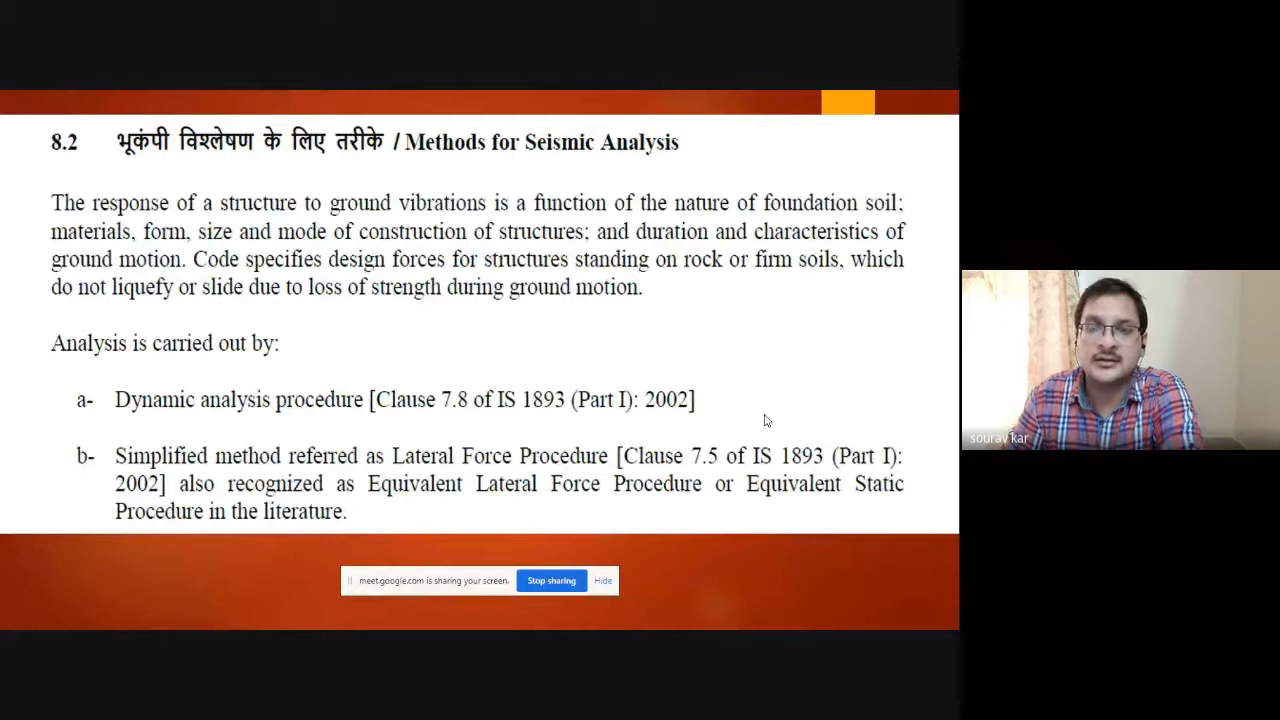 8.2 भूकंपी विश्लेषण के लिए तरीके / Methods for Seismic Analysis
The response of a structure to ground vibrations is a function of the nature of foundation soil;
materials, form, size and mode of construction of structures; and duration and characteristics of
ground motion. Code specifies design forces for structures standing on rock or firm soils, which
do not liquefy or slide due to loss of strength during ground motion.
Analysis is carried out by:
a- Dynamic analysis procedure [Clause 7.8 of IS 1893 (Part I): 2002]
b- Simplified method referred as Lateral Force Procedure [Clause 7.5 of IS 1893 (Part I):
2002] also recognized as Equivalent Lateral Force Procedure or Equivalent Static
Procedure in the literature.
meet.google.com is sharing your screen. Stop sharing Hide
sourav kar